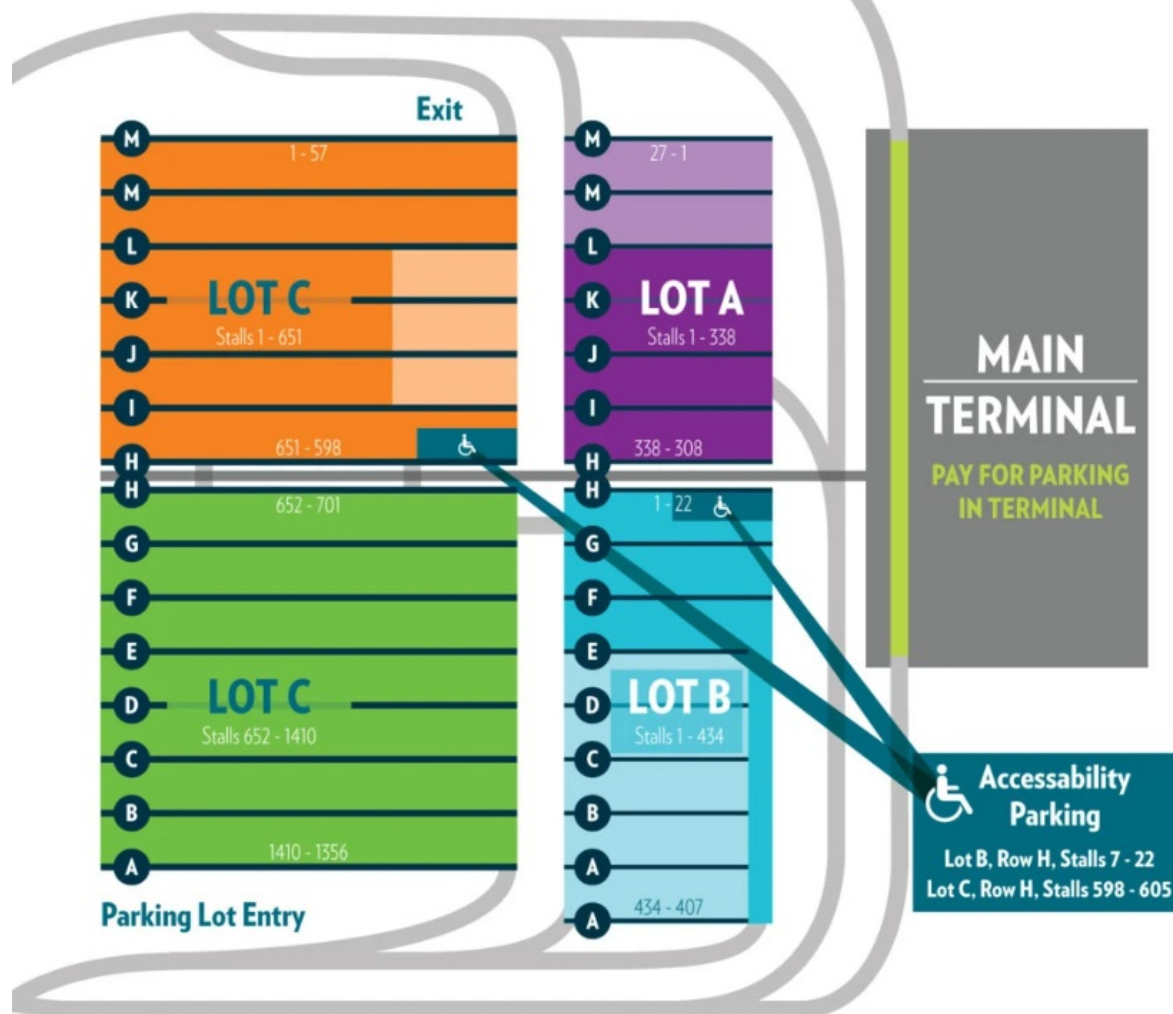 Exit
M
1 - 57
M
L
K
LOT C
Stalls 1 - 651
J
I
651 - 598
H
M
27 - 1
M
L
K
LOT A
Stalls 1 - 338
J
I
338 - 308
H
MAIN
TERMINAL
PAY FOR PARKING
IN TERMINAL
H
652 - 701
G
F
E
D
LOT C
Stalls 652 - 1410
C
B
1410 - 1356
A
Parking Lot Entry
H
1 - 22
G
F
E
D
LOT B
Stalls 1 - 434
C
B
A
434 - 407
A
Accessability
Parking
Lot B, Row H, Stalls 7 - 22
Lot C, Row H, Stalls 598 - 605